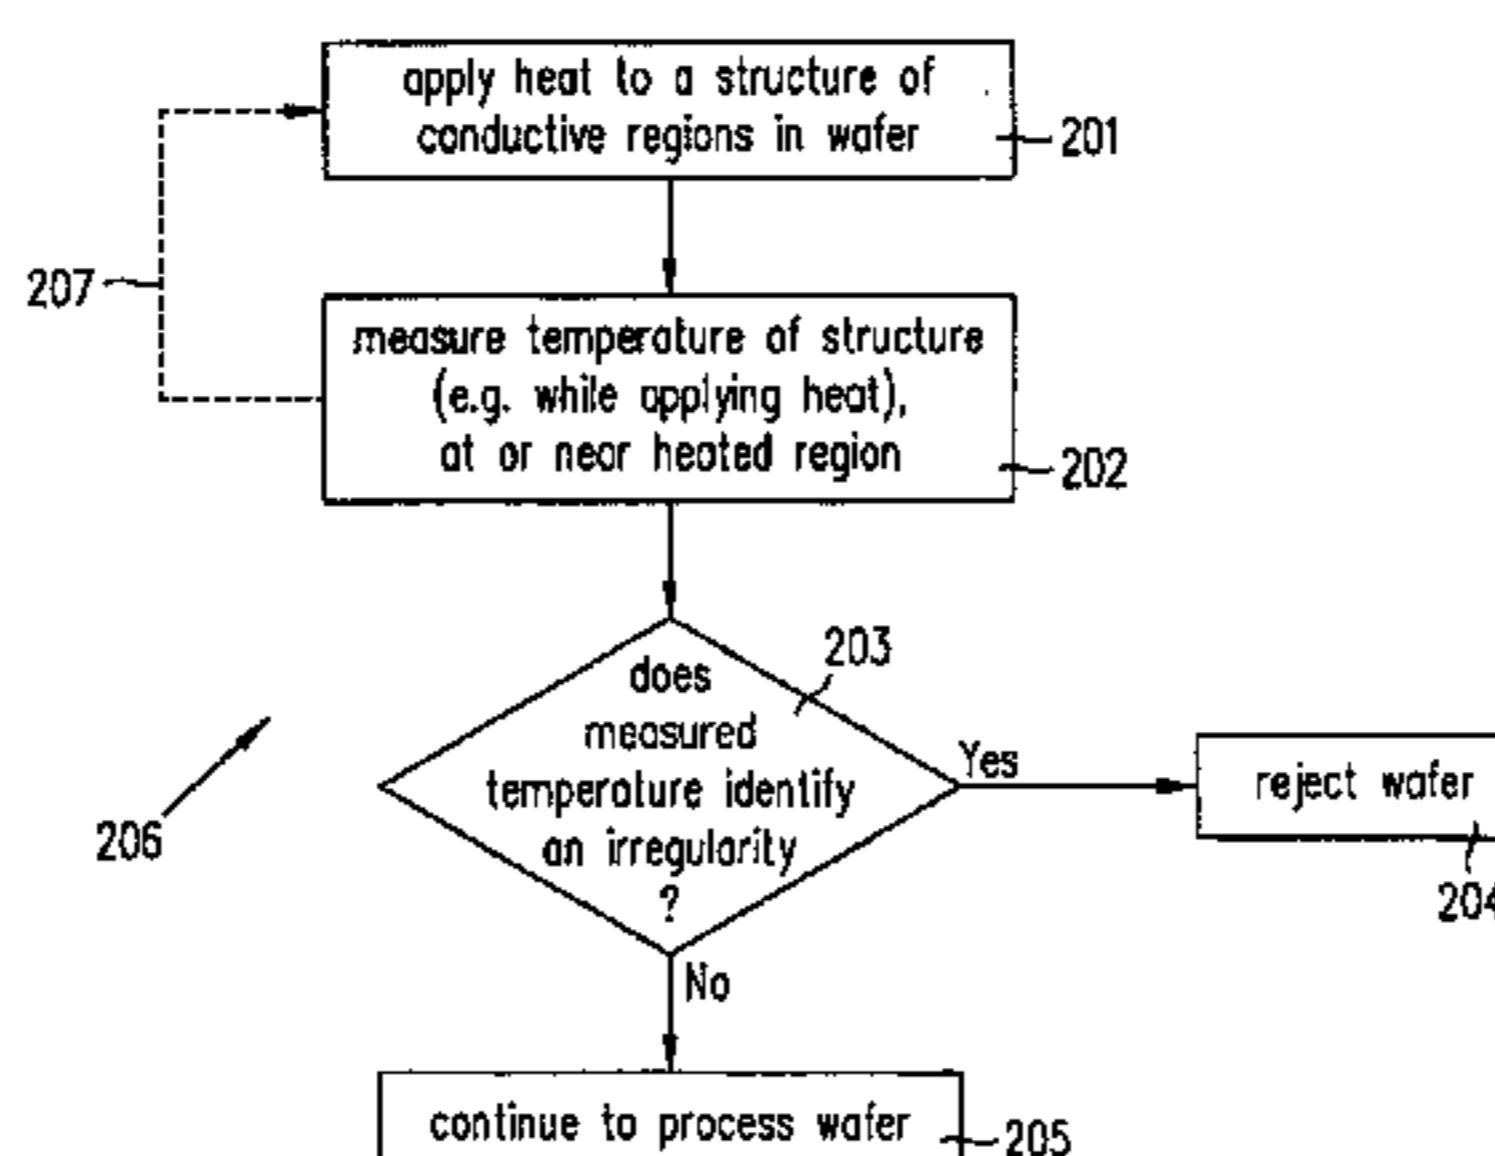 apply heat to a structure of
conductive regions in wafer
201
207
measure temperature of structure
(e.g. while applying heat),
at or near heated region
202
203
does
measured
temperature identify
an irregularity
?
Yes
reject wafer
204
206
No
continue to process wafer
205